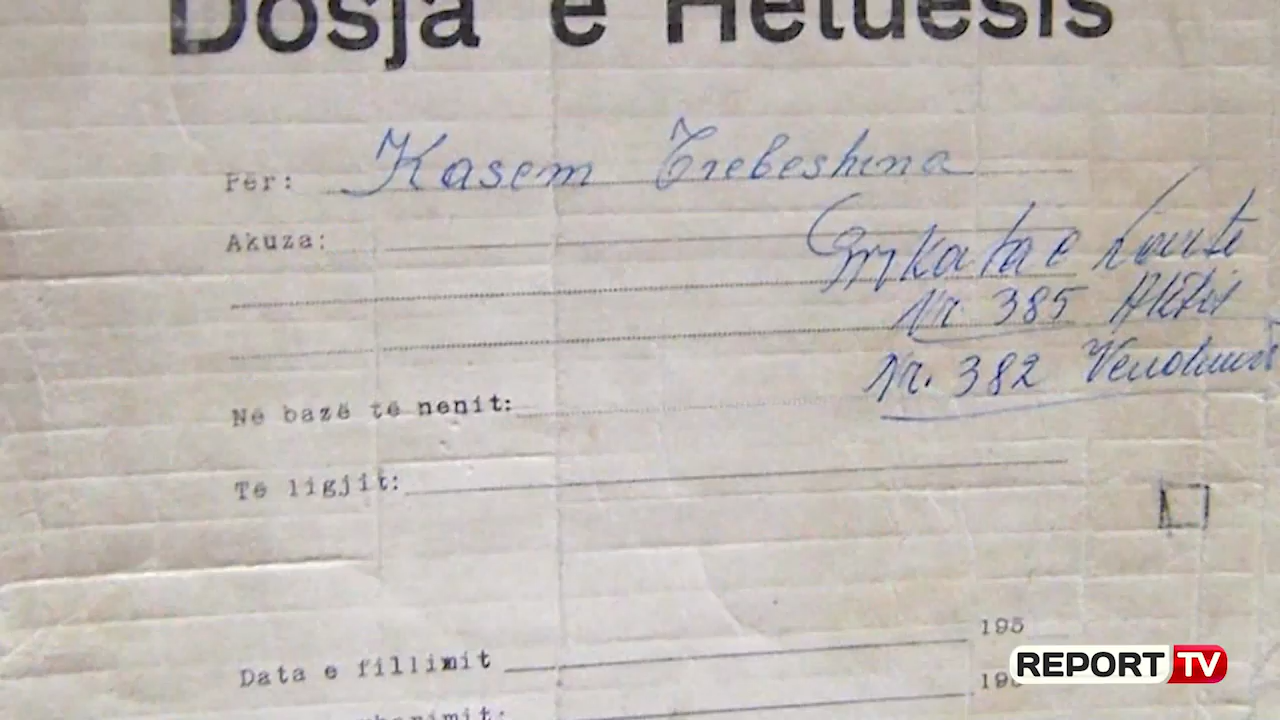 Dosja e Hetuesis
Për: Kasem Trebeshina
Akuza:
Nr. 385 Aktit
Nr. 382
Në bazë të nenit:
Të ligjit:
195
Data e fillimit
REPORT TV